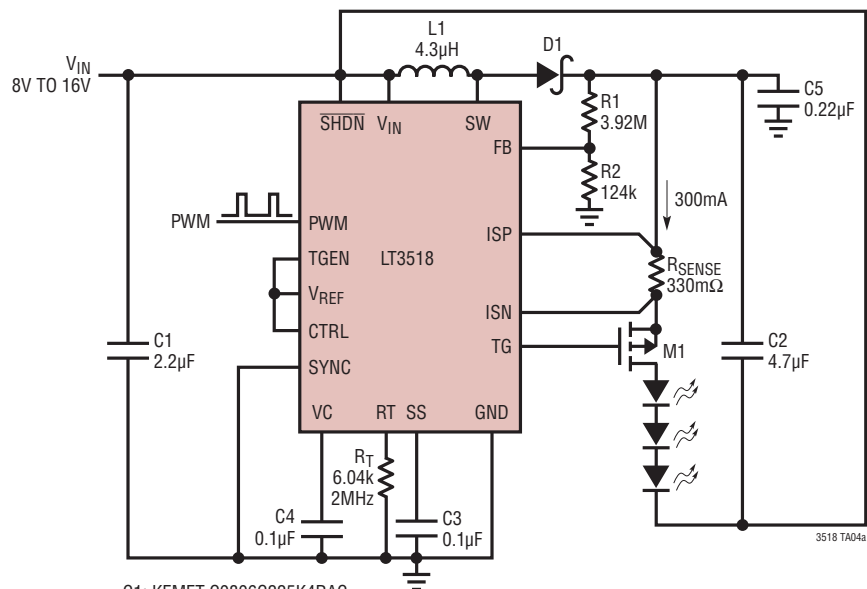 V_IN
8V TO 16V
L1
4.3µH
D1
C5
0.22µF
R1
3.92M
R2
124k
300mA
SHDN
V_IN
SW
FB
PWM
PWM
ISP
TGEN
LT3518
R_SENSE
330mΩ
V_REF
ISN
CTRL
TG
M1
C1
2.2µF
C2
4.7µF
SYNC
VC
RT
SS
GND
R_T
6.04k
2MHz
C4
0.1µF
C3
0.1µF
3518 TA04a